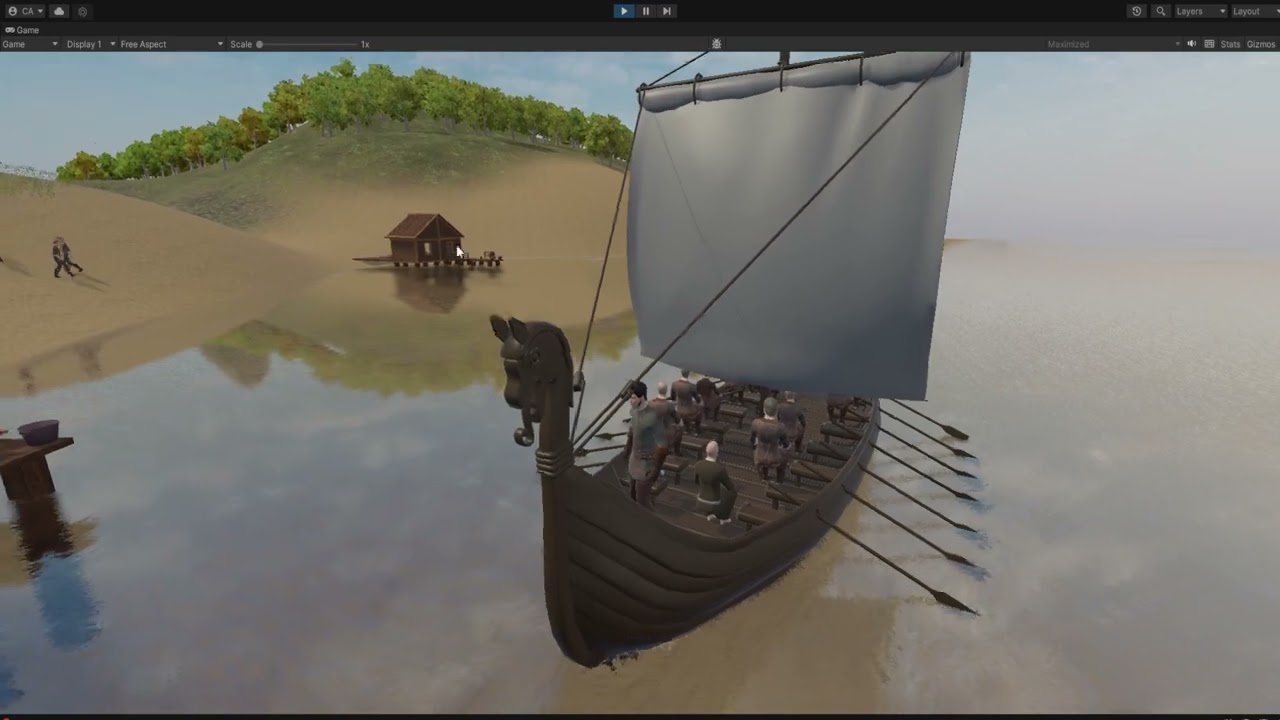 CA
Layers
Layout
Game
Game Display 1 Free Aspect Scale 1x Maximized Stats Gizmos